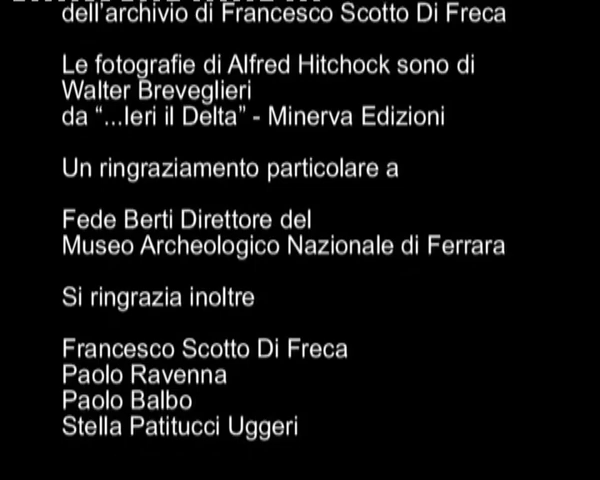 dell'archivio di Francesco Scotto Di Freca
Le fotografie di Alfred Hitchock sono di
Walter Breveglieri
da “...Ieri il Delta” - Minerva Edizioni
Un ringraziamento particolare a
Fede Berti Direttore del
Museo Archeologico Nazionale di Ferrara
Si ringrazia inoltre
Francesco Scotto Di Freca
Paolo Ravenna
Paolo Balbo
Stella Patitucci Uggeri